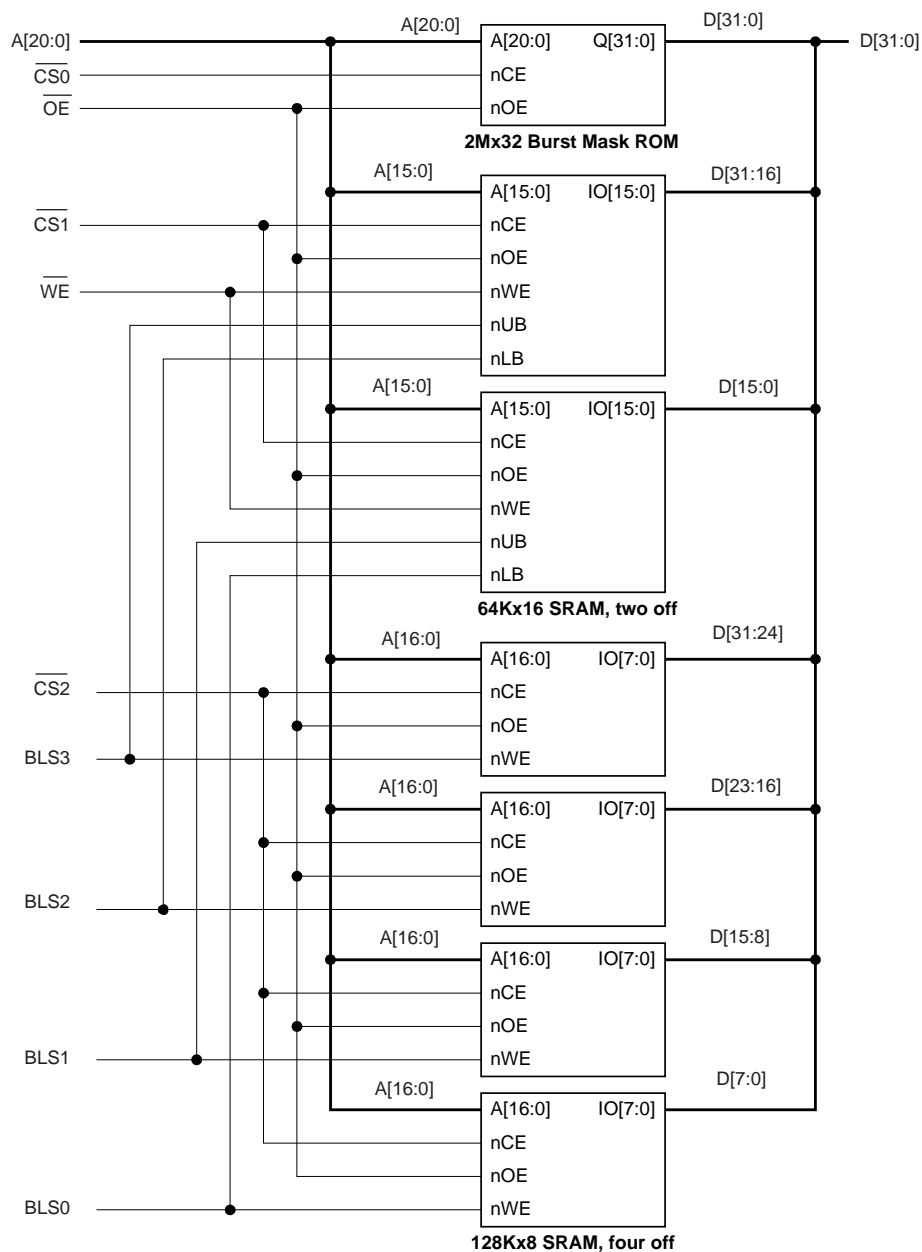 A[20:0] D[31:0]
A[20:0] A[20:0] Q[31:0] D[31:0]
CS0 nCE
OE nOE
2Mx32 Burst Mask ROM
A[15:0] D[31:16]
A[15:0] IO[15:0]
CS1 nCE
nOE
WE nWE
nUB
nLB
A[15:0] D[15:0]
A[15:0] IO[15:0]
nCE
nOE
nWE
nUB
nLB
64Kx16 SRAM, two off
A[16:0] D[31:24]
A[16:0] IO[7:0]
CS2 nCE
nOE
BLS3 nWE
A[16:0] D[23:16]
A[16:0] IO[7:0]
nCE
nOE
BLS2 nWE
A[16:0] D[15:8]
A[16:0] IO[7:0]
nCE
nOE
BLS1 nWE
A[16:0] D[7:0]
A[16:0] IO[7:0]
nCE
nOE
BLS0 nWE
128Kx8 SRAM, four off